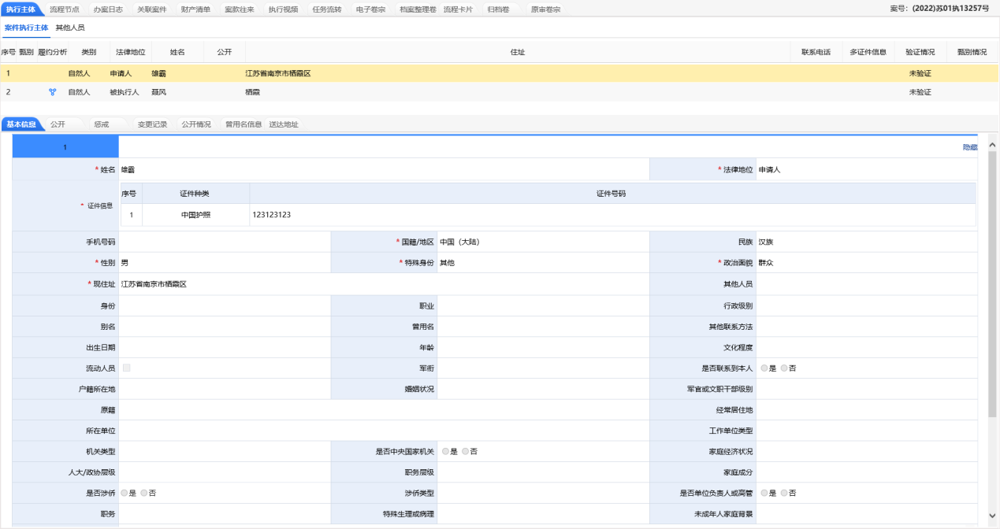 执行主体 流程节点 办案日志 关联案件 财产清单 案款往来 执行视频 任务流转 电子卷宗 档案整理卷 流程卡片 归档卷 原审卷宗 案号：(2022)苏01执13257号
案件执行主体 其他人员
序号 甄别 履约分析 类别 法律地位 姓名 公开 住址 联系电话 多证件信息 验证情况 甄别情况
1 自然人 申请人 雄霸 江苏省南京市栖霞区 未验证
2 自然人 被执行人 聂风 栖霞 未验证
基本信息 公开 惩戒 变更记录 公开情况 曾用名信息 送达地址
1 隐藏
* 姓名 雄霸 * 法律地位 申请人
* 证件信息 序号 证件种类 证件号码
1 中国护照 123123123
手机号码 * 国籍/地区 中国（大陆） 民族 汉族
* 性别 男 * 特殊身份 其他 * 政治面貌 群众
* 现住址 江苏省南京市栖霞区 其他人员
身份 职业 行政级别
别名 曾用名 其他联系方法
出生日期 年龄 文化程度
流动人员 军衔 是否联系到本人 是 否
户籍所在地 婚姻状况 军官或文职干部级别
原籍 经常居住地
所在单位 工作单位类型
机关类型 是否中央国家机关 是 否 家庭经济状况
人大/政协层级 职务层级 家庭成分
是否涉侨 是 否 涉侨类型 是否单位负责人或高管 是 否
职务 特殊生理或病理 未成年人家庭背景